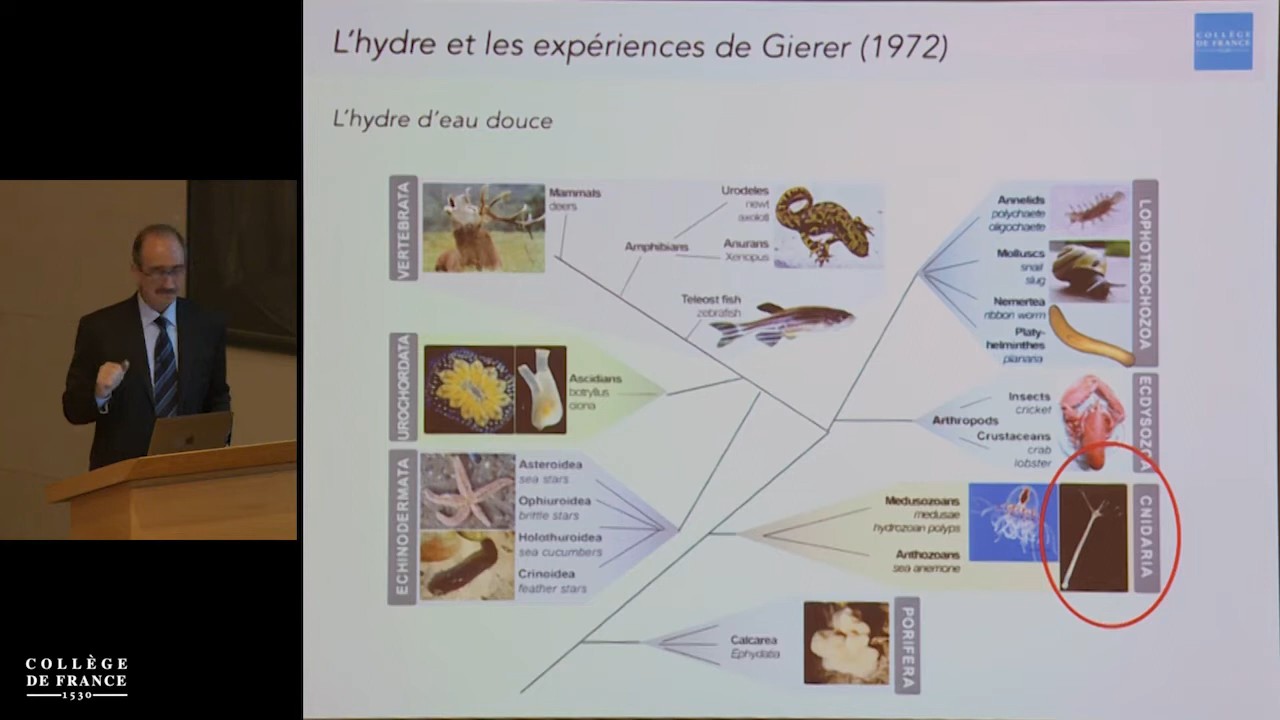 L'hydre et les expériences de Gierer (1972)
COLLÈGE
DE FRANCE
1530
L'hydre d'eau douce
VERTEBRATA
Mammals
deers
Amphibians
Urodeles
newt
axolotl
Anurans
Xenopus
Teleost fish
zebrafish
UROCHORDATA
Ascidians
botryllus
ciona
ECHINODERMATA
Asteroidea
sea stars
Ophiuroidea
brittle stars
Holothuroidea
sea cucumbers
Crinoidea
feather stars
LOPHOTROCHOZOA
Annelids
polychaete
oligochaete
Molluscs
snail
slug
Nemertea
ribbon worm
Platy-
helminthes
planaria
ECDYSOZOA
Arthropods
Insects
cricket
Crustaceans
crab
lobster
CNIDARIA
Medusozoans
medusae
hydrozoan polyps
Anthozoans
sea anemone
PORIFERA
Calcarea
Ephydata
COLLÈGE
DE FRANCE
1530